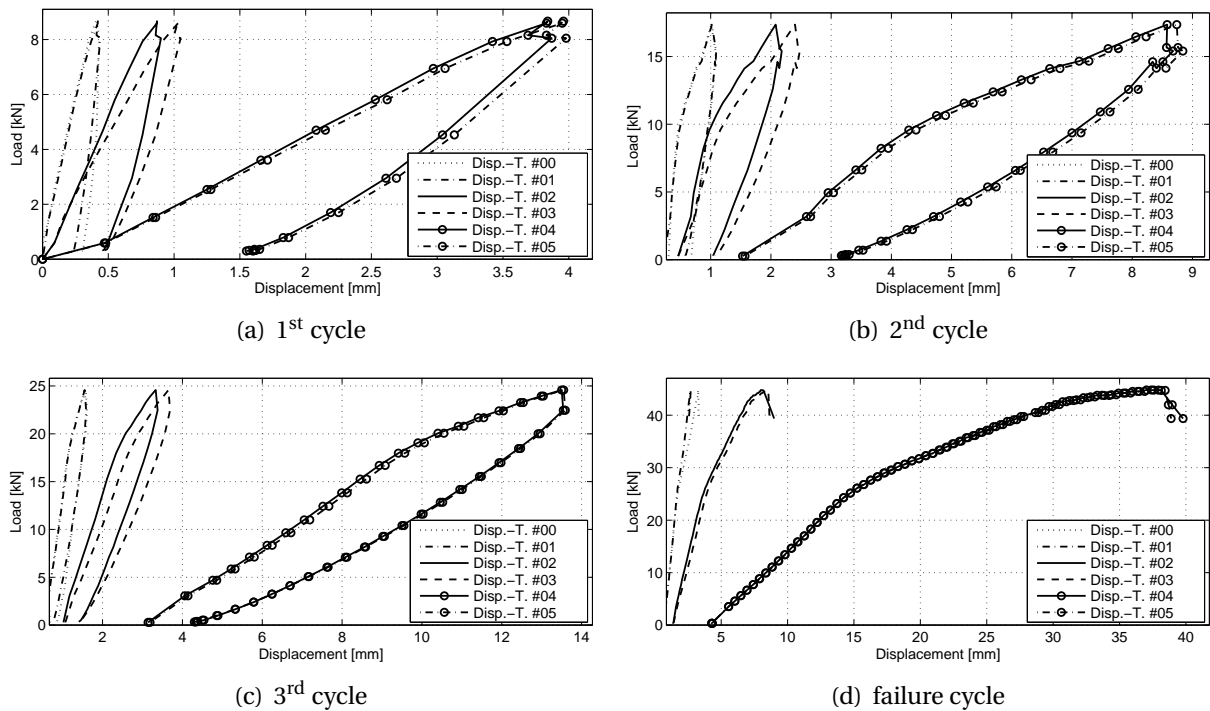 8
6
4
2
0
Load [kN]
0
0.5
1
1.5
2
2.5
3
3.5
4
Displacement [mm]
Disp.−T. #00
Disp.−T. #01
Disp.−T. #02
Disp.−T. #03
Disp.−T. #04
Disp.−T. #05
(a) 1st cycle
15
10
5
0
Load [kN]
1
2
3
4
5
6
7
8
9
Displacement [mm]
Disp.−T. #00
Disp.−T. #01
Disp.−T. #02
Disp.−T. #03
Disp.−T. #04
Disp.−T. #05
(b) 2nd cycle
25
20
15
10
5
0
Load [kN]
2
4
6
8
10
12
14
Displacement [mm]
Disp.−T. #00
Disp.−T. #01
Disp.−T. #02
Disp.−T. #03
Disp.−T. #04
Disp.−T. #05
(c) 3rd cycle
40
30
20
10
0
Load [kN]
5
10
15
20
25
30
35
40
Displacement [mm]
Disp.−T. #00
Disp.−T. #01
Disp.−T. #02
Disp.−T. #03
Disp.−T. #04
Disp.−T. #05
(d) failure cycle